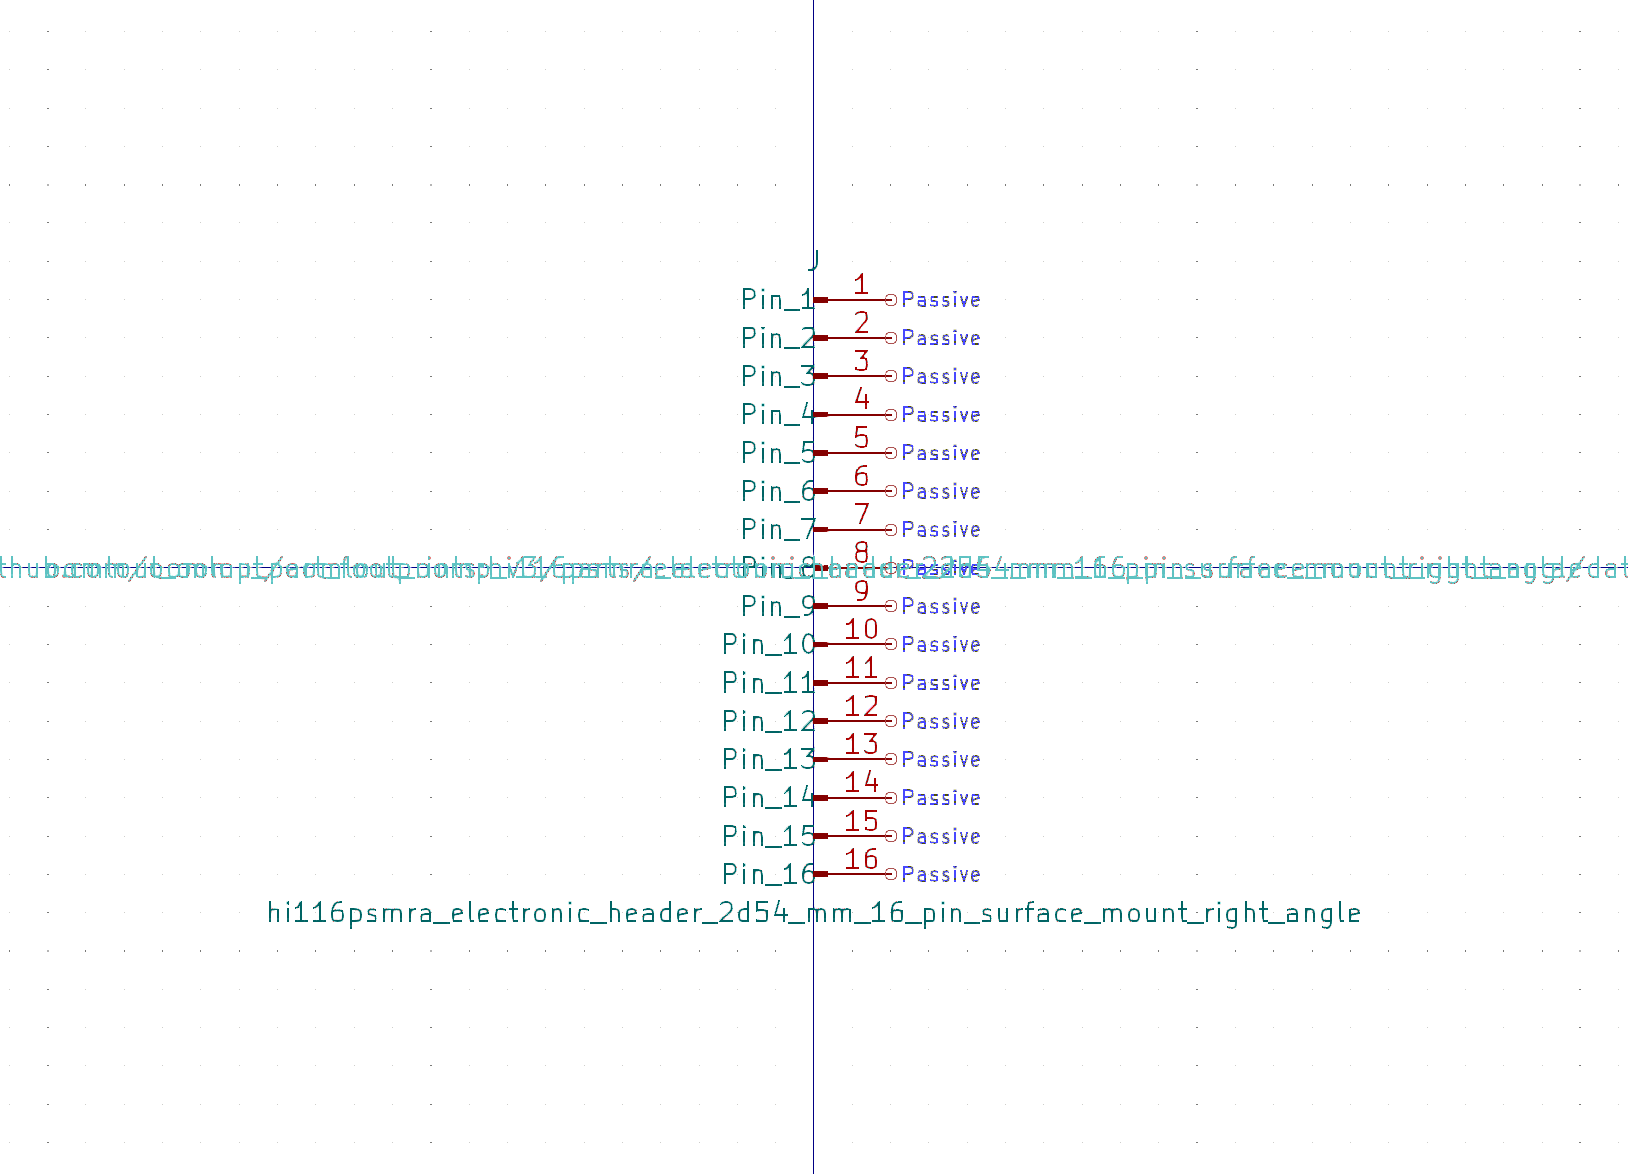 J
Pin_1 1 Passive
Pin_2 2 Passive
Pin_3 3 Passive
Pin_4 4 Passive
Pin_5 5 Passive
Pin_6 6 Passive
Pin_7 7 Passive
Pin_8 8 Passive
Pin_9 9 Passive
Pin_10 10 Passive
Pin_11 11 Passive
Pin_12 12 Passive
Pin_13 13 Passive
Pin_14 14 Passive
Pin_15 15 Passive
Pin_16 16 Passive
hi116psmra_electronic_header_2d54_mm_16_pin_surface_mount_right_angle